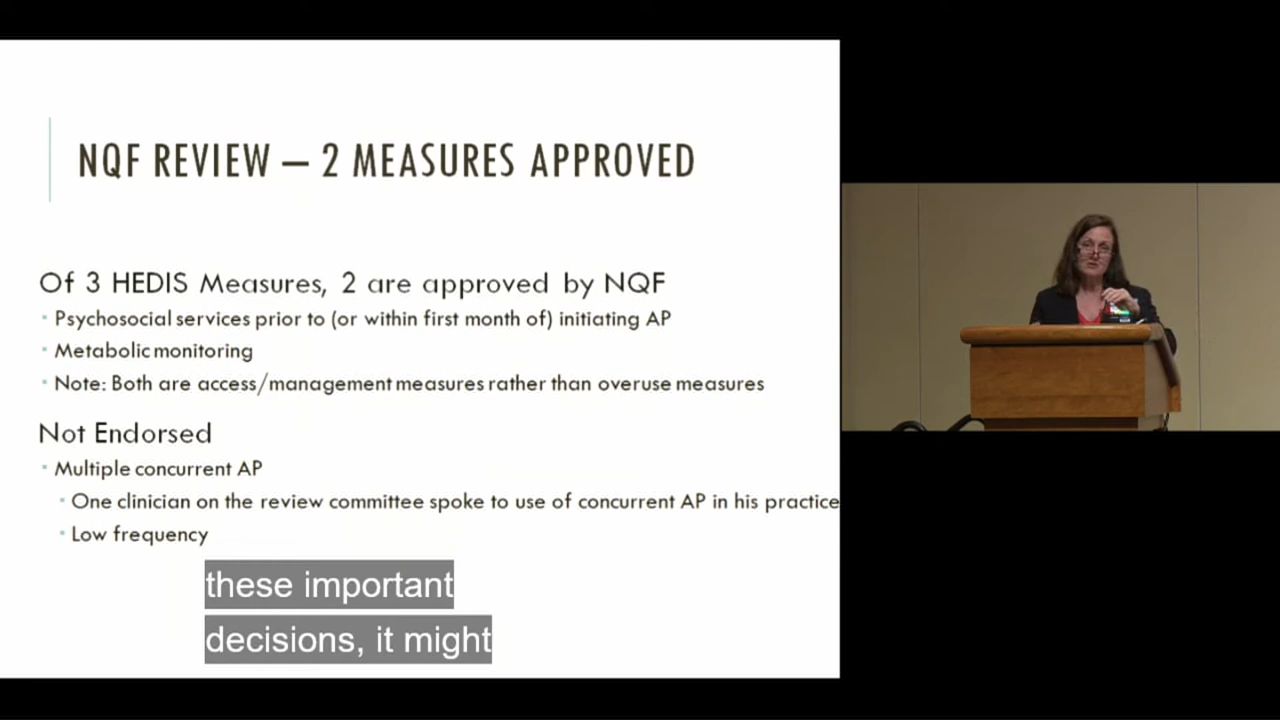 NQF REVIEW – 2 MEASURES APPROVED
Of 3 HEDIS Measures, 2 are approved by NQF
Psychosocial services prior to (or within first month of) initiating AP
Metabolic monitoring
Note: Both are access/management measures rather than overuse measures
Not Endorsed
Multiple concurrent AP
One clinician on the review committee spoke to use of concurrent AP in his practice
Low frequency
these important
decisions, it might